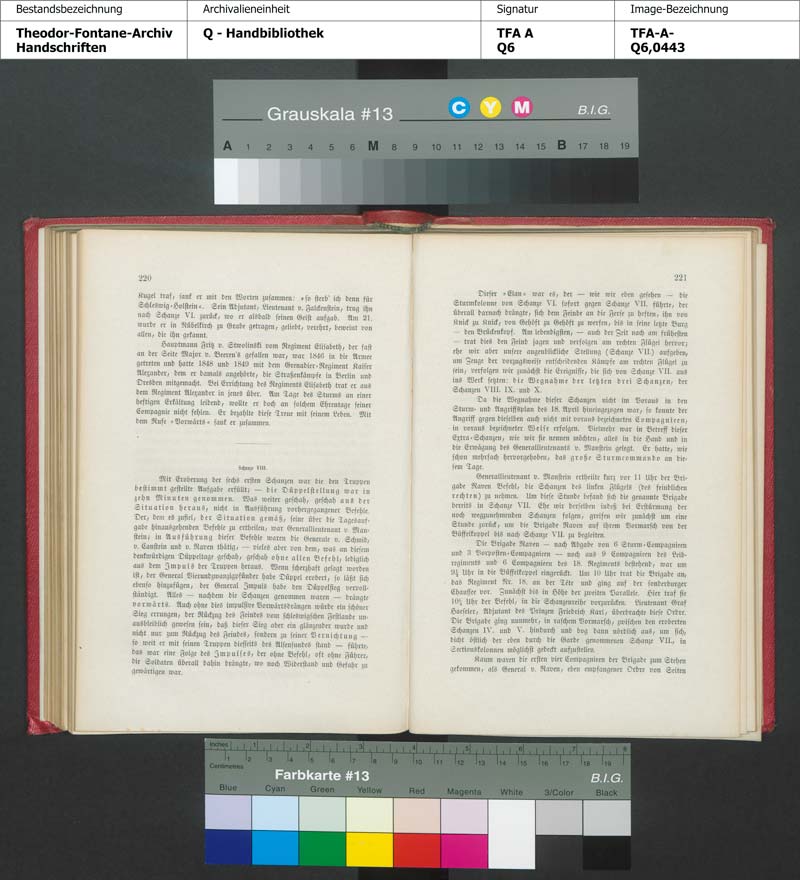 Bestandsbezeichnung
Archivalieneinheit
Signatur
Image-Bezeichnung
Theodor-Fontane-Archiv
Handschriften
Q - Handbibliothek
TFA A
Q6
TFA-A-
Q6,0443
Grauskala #13
C Y M
B.I.G.
A 1 2 3 4 5 6 M 8 9 10 11 12 13 14 15 B 17 18 19
220
Kugel traf, sank er mit den Worten zusammen: »so sterb' ich denn für
Schleswig-Holstein«. Sein Adjutant, Lieutenant v. Falckenstein, trug ihn
nach Schanze VI. zurück, wo er alsbald seinen Geist aufgab. Am 21.
wurde er in Nübelkirch zu Grabe getragen, geliebt, verehrt, beweint von
allen, die ihn gekannt.
Hauptmann Fritz v. Stwolinski vom Regiment Elisabeth, der fast
an der Seite Major v. Beeren's gefallen war, war 1846 in die Armee
getreten und hatte 1848 und 1849 mit dem Grenadier-Regiment Kaiser
Alexander, dem er damals angehörte, die Straßenkämpfe in Berlin und
Dresden mitgemacht. Bei Errichtung des Regiments Elisabeth trat er aus
dem Regiment Alexander in jenes über. Am Tage des Sturms an einer
heftigen Erkältung leidend, wollte er doch an solchem Ehrentage seiner
Compagnie nicht fehlen. Er bezahlte diese Treue mit seinem Leben. Mit
dem Rufe »Vorwärts« sank er zusammen.
Schanze VIII.
Mit Eroberung der sechs ersten Schanzen war die den Truppen
bestimmt gestellte Aufgabe erfüllt; — die Düppelstellung war in
zehn Minuten genommen. Was weiter geschah, geschah aus der
Situation heraus, nicht in Ausführung vorhergegangener Befehle.
Der, dem es zufiel, der Situation gemäß, seine über die Tagesauf-
gabe hinausgehenden Befehle zu ertheilen, war Generallieutenant v. Man-
stein; in Ausführung dieser Befehle waren die Generale v. Schmid,
v. Canstein und v. Raven thätig, — vieles aber von dem, was an diesem
denkwürdigen Düppeltage geschah, geschah ohne allen Befehl, lediglich
aus dem Impuls der Truppen heraus. Wenn scherzhaft gesagt worden
ist, der General Vierundzwanzigpfünder habe Düppel erobert, so läßt sich
ebenso hinzufügen, der General Impuls habe den Düppelsieg vervoll-
ständigt. Alles — nachdem die Schanzen genommen waren — drängte
vorwärts. Auch ohne dies impulsive Vorwärtsdrängen würde ein schöner
Sieg errungen, der Rückzug des Feindes vom schleswigschen Festlande un-
ausbleiblich gewesen sein, daß dieser Sieg aber ein glänzender wurde und
nicht nur zum Rückzug des Feindes, sondern zu seiner Vernichtung —
so weit er mit seinen Truppen diesseits des Alsensundes stand — führte,
das war eine Folge des Impulses, der ohne Befehl, oft ohne Führer,
die Soldaten überall dahin drängte, wo noch Widerstand und Gefahr zu
gewärtigen war.
221
Dieser »Elan« war es, der — wie wir eben gesehen — die
Sturmkolonne von Schanze VI. sofort gegen Schanze VII. führte, der
überall darnach drängte, sich dem Feinde an die Ferse zu heften, ihn von
Knick zu Knick, von Gehöft zu Gehöft zu werfen, bis in seine letzte Burg
— den Brückenkopf. Am lebendigsten, — auch der Zeit nach am frühesten
— trat dies den Feind jagen und verfolgen am rechten Flügel hervor;
ehe wir aber unsere augenblickliche Stellung (Schanze VII.) aufgeben,
um Zeuge der vorzugsweise entscheidenden Kämpfe am rechten Flügel zu
sein, verfolgen wir zunächst die Ereignisse, die sich von Schanze VII. aus
ins Werk setzten: die Wegnahme der letzten drei Schanzen, der
Schanzen VIII. IX. und X.
Da die Wegnahme dieser Schanzen nicht im Voraus in den
Sturm- und Angriffsplan des 18. April hineingezogen war, so konnte der
Angriff gegen dieselben auch nicht mit voraus bezeichneten Compagnieen,
in voraus bezeichneter Weise erfolgen. Vielmehr war in Betreff dieser
Extra-Schanzen, wie wir sie nennen möchten, alles in die Hand und in
die Erwägung des Generallieutenants v. Manstein gelegt. Er hatte, wie
schon mehrfach hervorgehoben, das große Sturmcommando an die-
sem Tage.
Generallieutenant v. Manstein ertheilte kurz vor 11 Uhr der Bri-
gade Raven Befehl, die Schanzen des linken Flügels (des feindlichen
rechten) zu nehmen. Um diese Stunde befand sich die genannte Brigade
bereits in Schanze VII. Ehe wir derselben indeß bei Erstürmung der
noch wegzunehmenden Schanzen folgen, greifen wir zunächst um eine
Stunde zurück, um die Brigade Raven auf ihrem Vormarsch von der
Büffelkoppel bis nach Schanze VII. zu begleiten.
Die Brigade Raven — nach Abgabe von 6 Sturm-Compagnieen
und 3 Vorposten-Compagnieen — noch aus 9 Compagnieen des Leib-
regiments und 6 Compagnieen des 18. Regiments bestehend, war um
9½ Uhr in die Büffelkoppel eingerückt. Um 10 Uhr trat die Brigade an;
das Regiment Nr. 18. an der Tête und ging auf der sonderburger
Chaussee vor. Zunächst bis in Höhe der zweiten Parallele. Hier traf sie
10¼ Uhr der Befehl, in die Schanzenreihe vorzurücken. Lieutenant Graf
Haeseler, Adjutant des Prinzen Friedrich Karl, überbrachte diese Ordre.
Die Brigade ging nunmehr, in raschem Vormarsch, zwischen den eroberten
Schanzen IV. und V. hindurch und bog dann nördlich aus, um sich,
dicht östlich der eben durch die Garde genommenen Schanze VII., in
Sectionskolonnen möglichst gedeckt aufzustellen.
Kaum waren die ersten vier Compagnieen der Brigade zum Stehen
gekommen, als General v. Raven, eben empfangener Ordre von Seiten
Inches 1 2 3 4 5 6 7 8
Centimetres 1 2 3 4 5 6 7 8 9 10 11 12 13 14 15 16 17 18 19
Farbkarte #13
B.I.G.
Blue Cyan Green Yellow Red Magenta White 3/Color Black